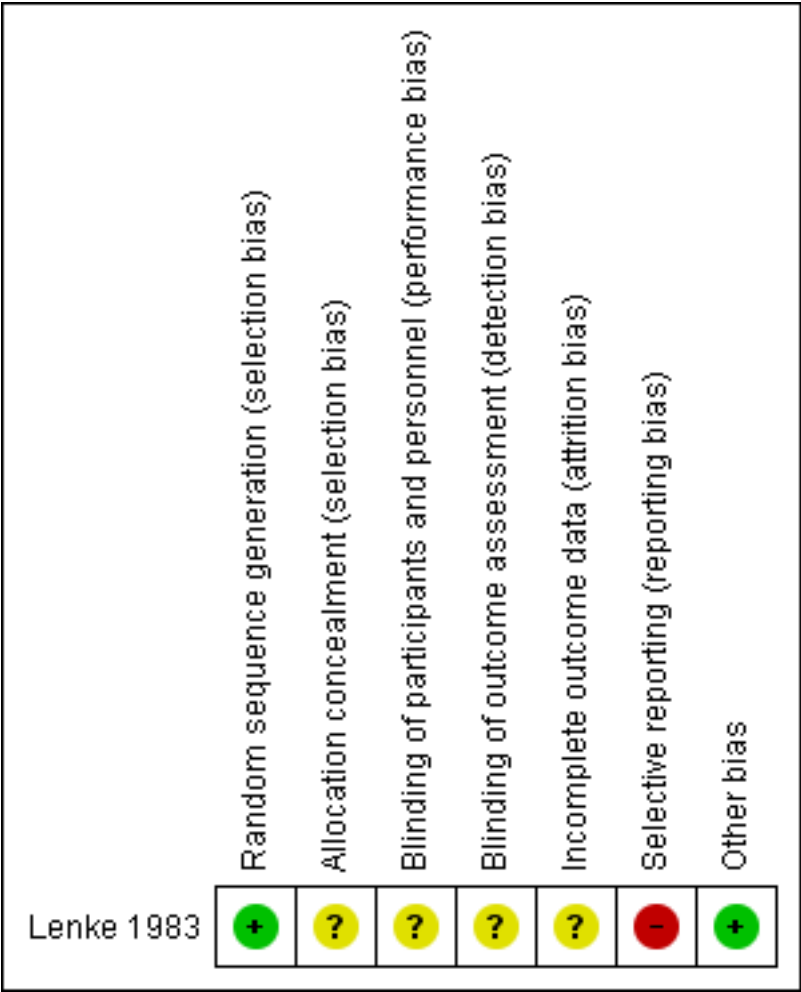 Random sequence generation (selection bias)
Allocation concealment (selection bias)
Blinding of participants and personnel (performance bias)
Blinding of outcome assessment (detection bias)
Incomplete outcome data (attrition bias)
Selective reporting (reporting bias)
Other bias
Lenke 1983 + ? ? ? ? - +